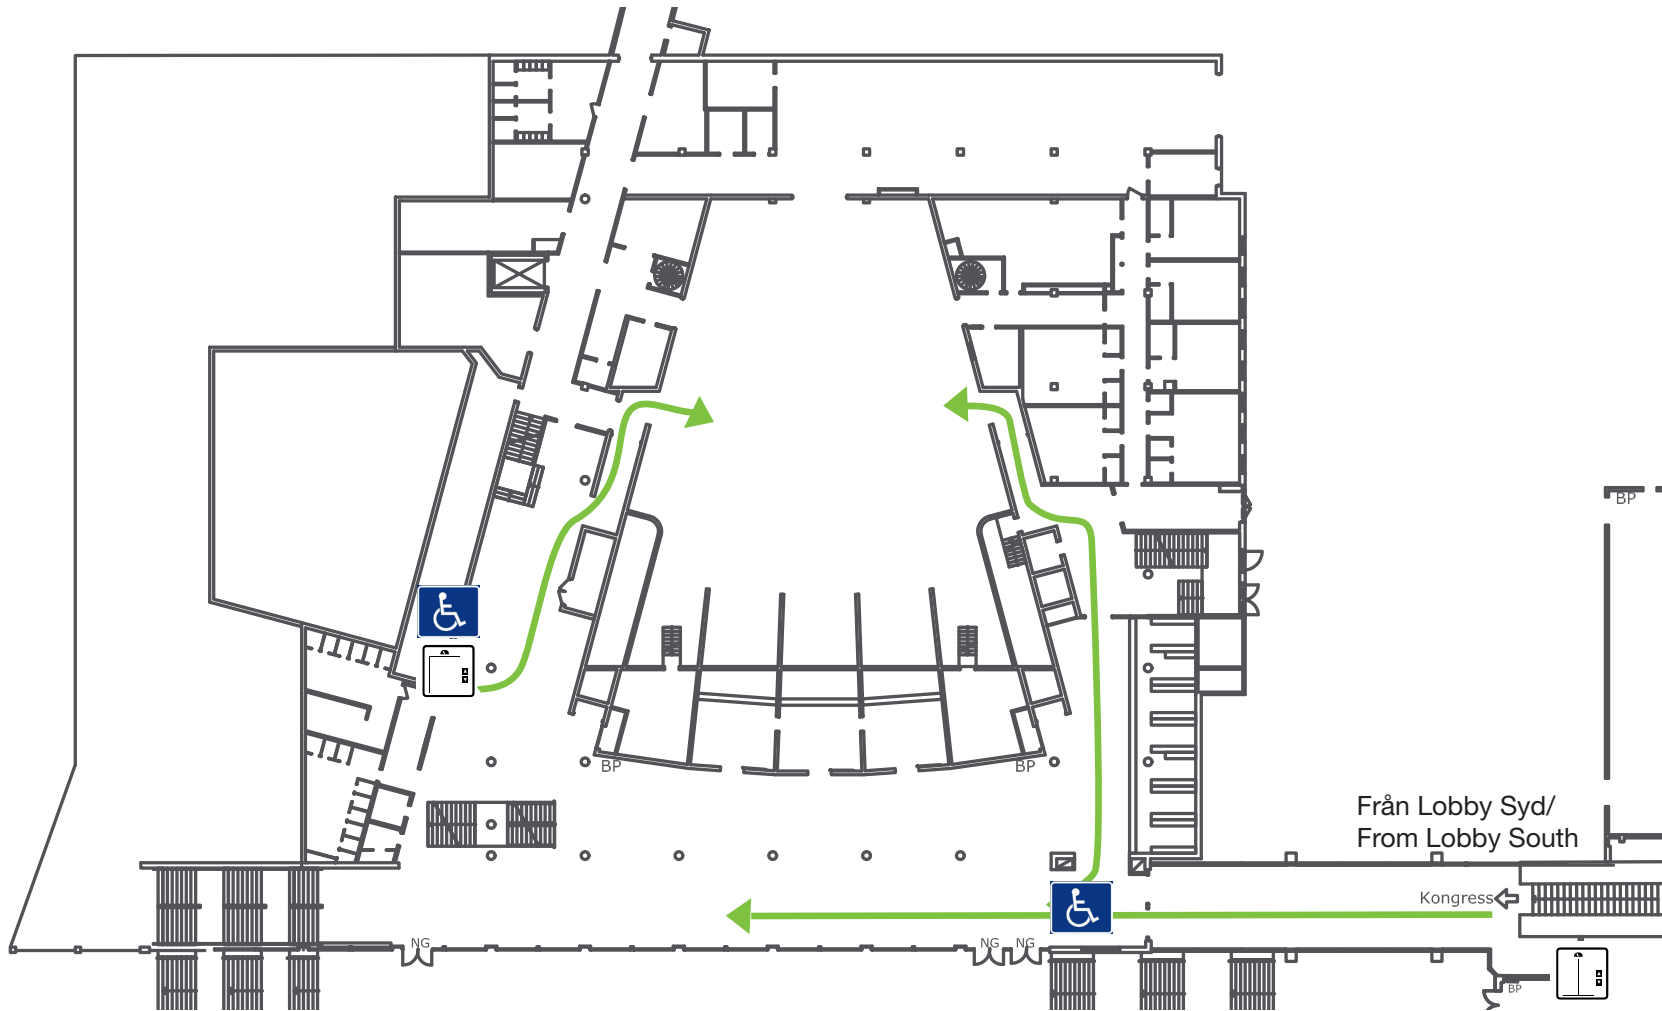 BP
BP
BP
Från Lobby Syd/
From Lobby South
Kongress
NG
NG
NG
BP